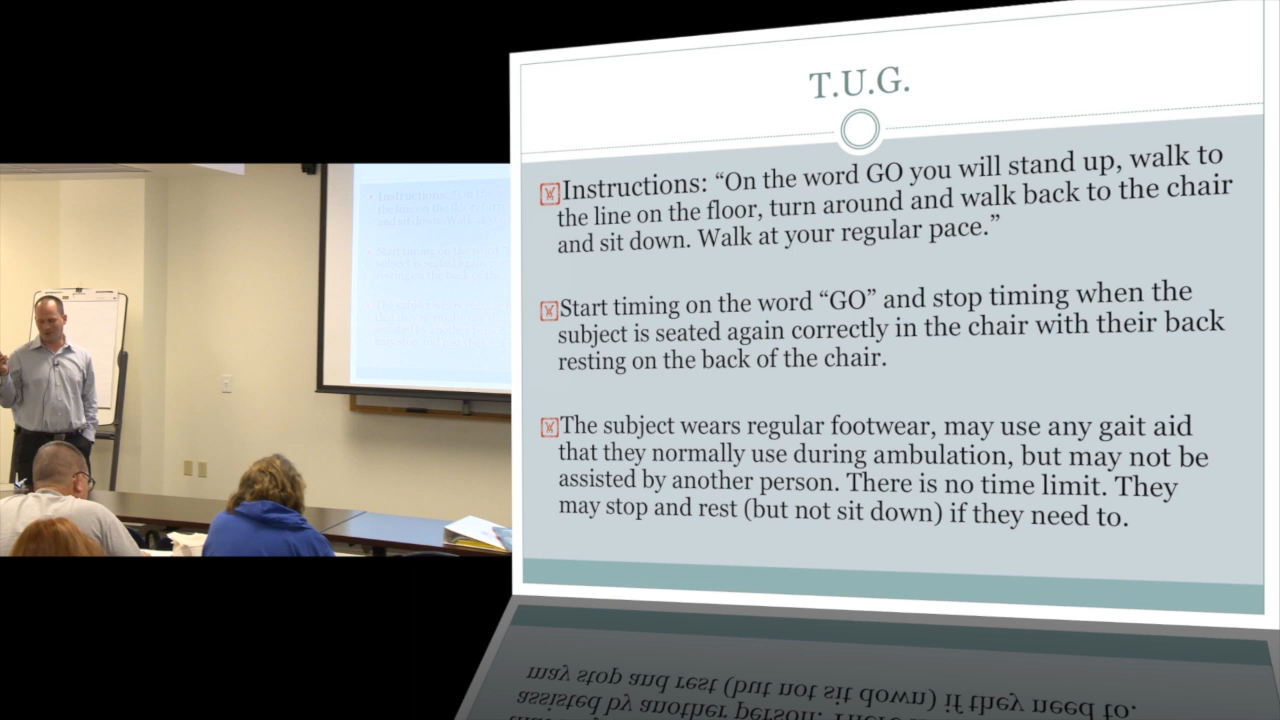 T.U.G.
Instructions: “On the word GO you will stand up, walk to
the line on the floor, turn around and walk back to the chair
and sit down. Walk at your regular pace.”
Start timing on the word “GO” and stop timing when the
subject is seated again correctly in the chair with their back
resting on the back of the chair.
The subject wears regular footwear, may use any gait aid
that they normally use during ambulation, but may not be
assisted by another person. There is no time limit. They
may stop and rest (but not sit down) if they need to.